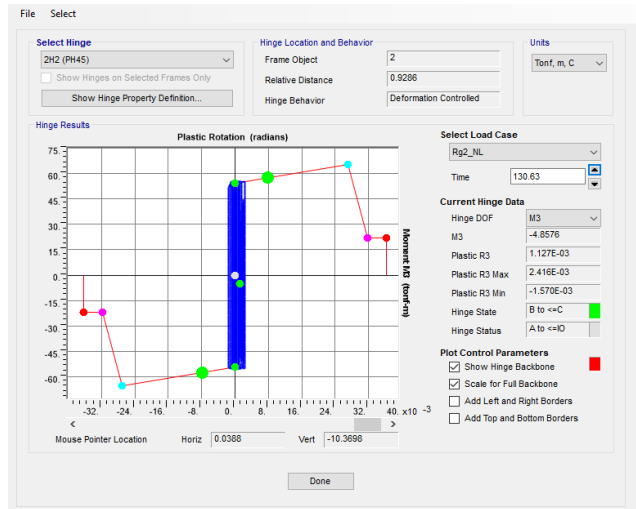 File Select
Select Hinge
2H2 (PH45)
Show Hinges on Selected Frames Only
Show Hinge Property Definition...
Hinge Location and Behavior
Frame Object 2
Relative Distance 0.9286
Hinge Behavior Deformation Controlled
Units
Tonf, m, C
Hinge Results
Plastic Rotation (radians)
75.
60.
45.
30.
15.
0.
-15.
-30.
-45.
-60.
Moment M3 (tonf-m)
-32. -24. -16. -8. 0. 8. 16. 24. 32. 40. x10 -3
< >
Mouse Pointer Location Horiz 0.0388 Vert -10.3698
Select Load Case
Rg2_NL
Time 130.63
Current Hinge Data
Hinge DOF M3
M3 -4.8576
Plastic R3 1.127E-03
Plastic R3 Max 2.416E-03
Plastic R3 Min -1.570E-03
Hinge State B to <=C
Hinge Status A to <=IO
Plot Control Parameters
Show Hinge Backbone
Scale for Full Backbone
Add Left and Right Borders
Add Top and Bottom Borders
Done